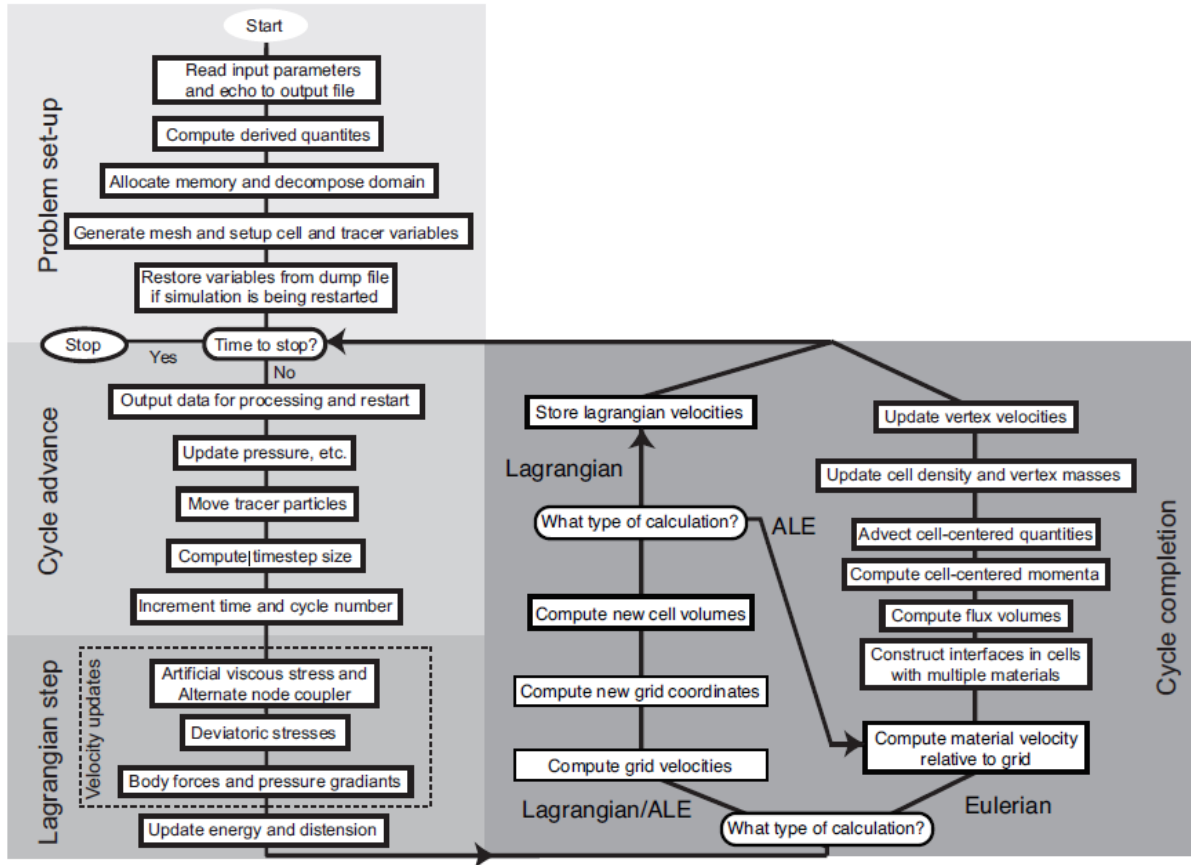 Start
Problem set-up
Read input parameters
and echo to output file
Compute derived quantites
Allocate memory and decompose domain
Generate mesh and setup cell and tracer variables
Restore variables from dump file
if simulation is being restarted
Stop
Yes
Time to stop?
No
Cycle advance
Output data for processing and restart
Update pressure, etc.
Move tracer particles
Compute timestep size
Increment time and cycle number
Lagrangian step
Velocity updates
Artificial viscous stress and
Alternate node coupler
Deviatoric stresses
Body forces and pressure gradiants
Update energy and distension
Store lagrangian velocities
Lagrangian
What type of calculation?
ALE
Compute new cell volumes
Compute new grid coordinates
Compute grid velocities
Lagrangian/ALE
What type of calculation?
Eulerian
Update vertex velocities
Update cell density and vertex masses
Advect cell-centered quantities
Compute cell-centered momenta
Compute flux volumes
Construct interfaces in cells
with multiple materials
Compute material velocity
relative to grid
Cycle completion